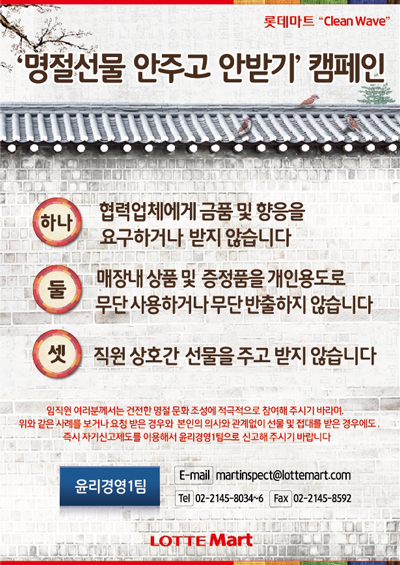 롯데마트 “Clean Wave”
‘명절선물 안주고 안받기’ 캠페인
하나
협력업체에게 금품 및 향응을
요구하거나 받지 않습니다
둘
매장내 상품 및 증정품을 개인용도로
무단 사용하거나 무단 반출하지 않습니다
셋
직원 상호간 선물을 주고 받지 않습니다
임직원 여러분께서는 건전한 명절 문화 조성에 적극적으로 참여해 주시기 바라며,
위와 같은 사례를 보거나 요청 받은 경우와 본인의 의사와 관계없이 선물 및 접대를 받은 경우에도,
즉시 자기신고제도를 이용해서 윤리경영1팀으로 신고해 주시기 바랍니다
윤리경영1팀
E-mail martinspect@lottemart.com
Tel 02-2145-8034~6 Fax 02-2145-8592
LOTTE Mart